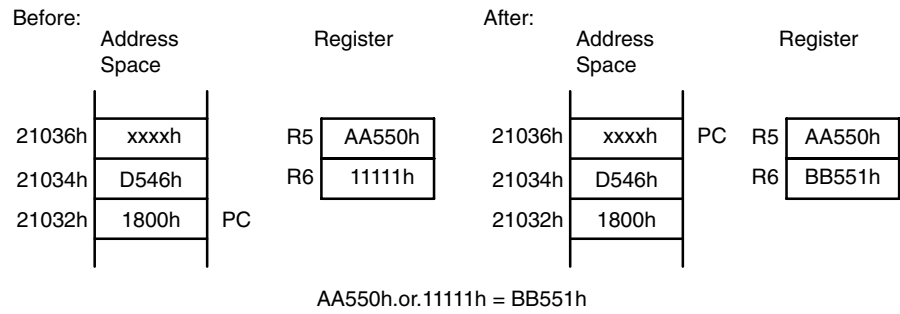 Before: After:
Address Register Address Register
Space Space
21036h xxxxh R5 AA550h 21036h xxxxh PC R5 AA550h
21034h D546h R6 11111h 21034h D546h R6 BB551h
21032h 1800h PC 21032h 1800h
AA550h.or.11111h = BB551h